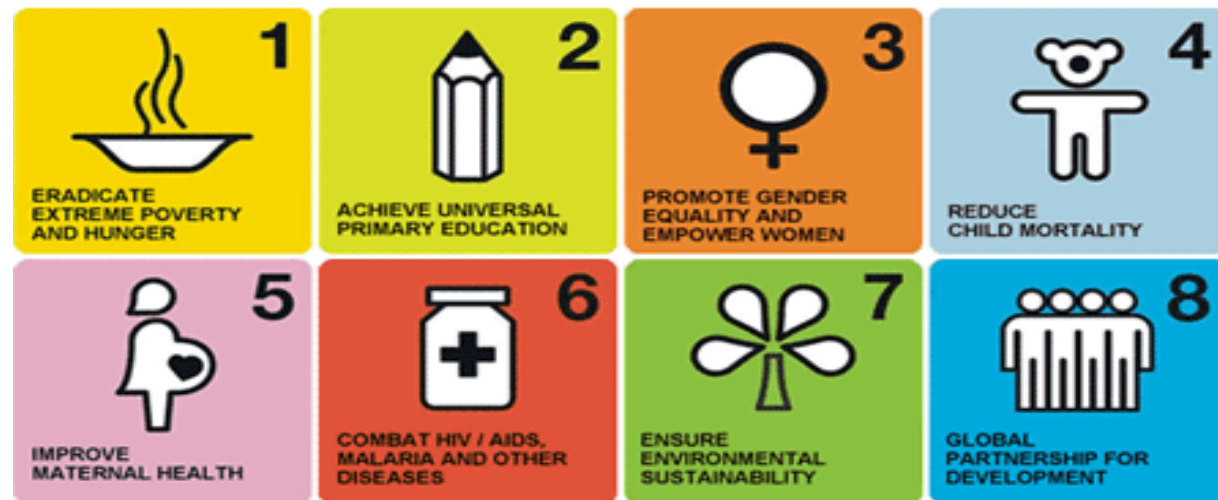 1
ERADICATE
EXTREME POVERTY
AND HUNGER
2
ACHIEVE UNIVERSAL
PRIMARY EDUCATION
3
PROMOTE GENDER
EQUALITY AND
EMPOWER WOMEN
4
REDUCE
CHILD MORTALITY
5
IMPROVE
MATERNAL HEALTH
6
COMBAT HIV / AIDS,
MALARIA AND OTHER
DISEASES
7
ENSURE
ENVIRONMENTAL
SUSTAINABILITY
8
GLOBAL
PARTNERSHIP FOR
DEVELOPMENT